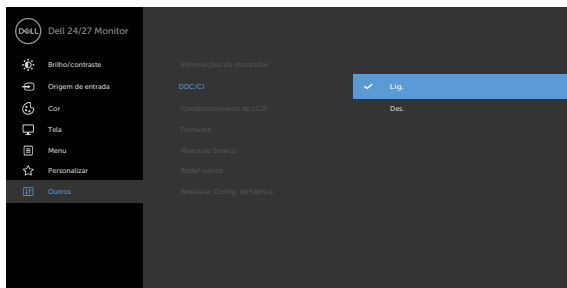 DELL Dell 24/27 Monitor
Brilho/contraste
Origem de entrada
Cor
Tela
Menu
Personalizar
Outros
Informações do mostrador
DDC/CI
Condicionamento do LCD
Firmware
Marca de Serviço
Redef outros
Restaurar Config. de Fábrica
Lig.
Des.